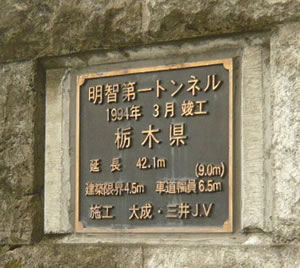 明智第一トンネル
1994年 3月竣工
栃木県
延長 42.1m
(9.0m)
建築限界4.5m 車道幅員6.5m
施工 大成・三井J.V